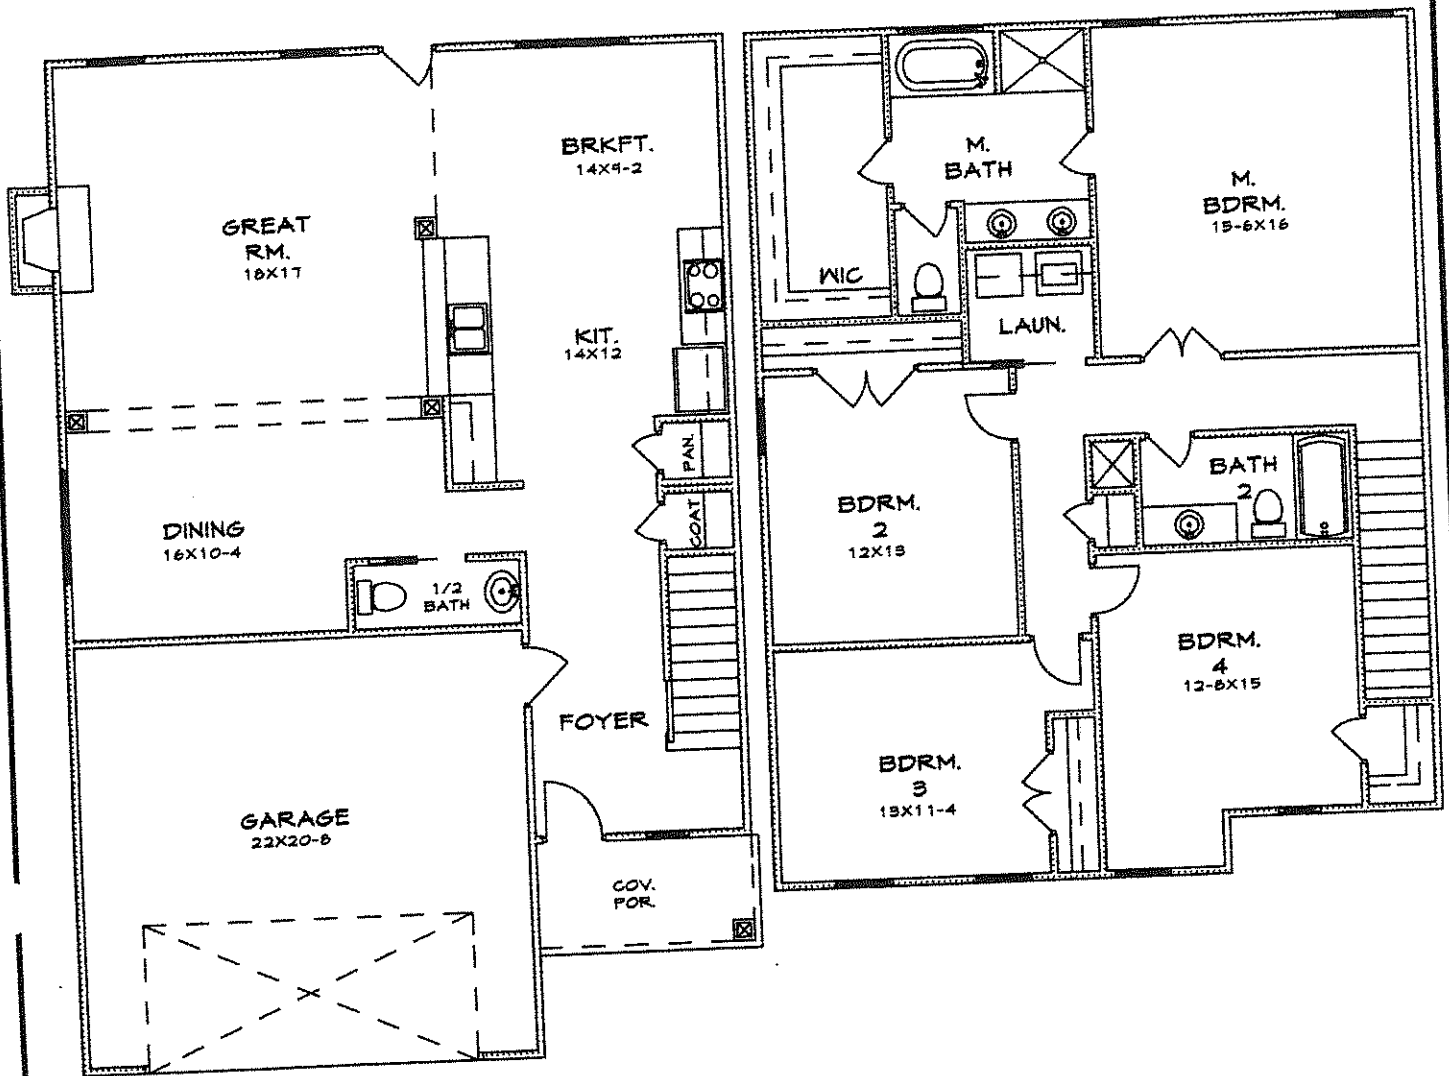 BRKFT.
14X9-2
GREAT
RM.
18X17
KIT.
14X12
PAN.
COAT
DINING
16X10-4
1/2
BATH
FOYER
GARAGE
22X20-8
COV.
POR.
M.
BATH
M.
BDRM.
15-6X16
WIC
LAUN.
BDRM.
2
12X13
BATH
2
BDRM.
4
12-8X15
BDRM.
3
13X11-4